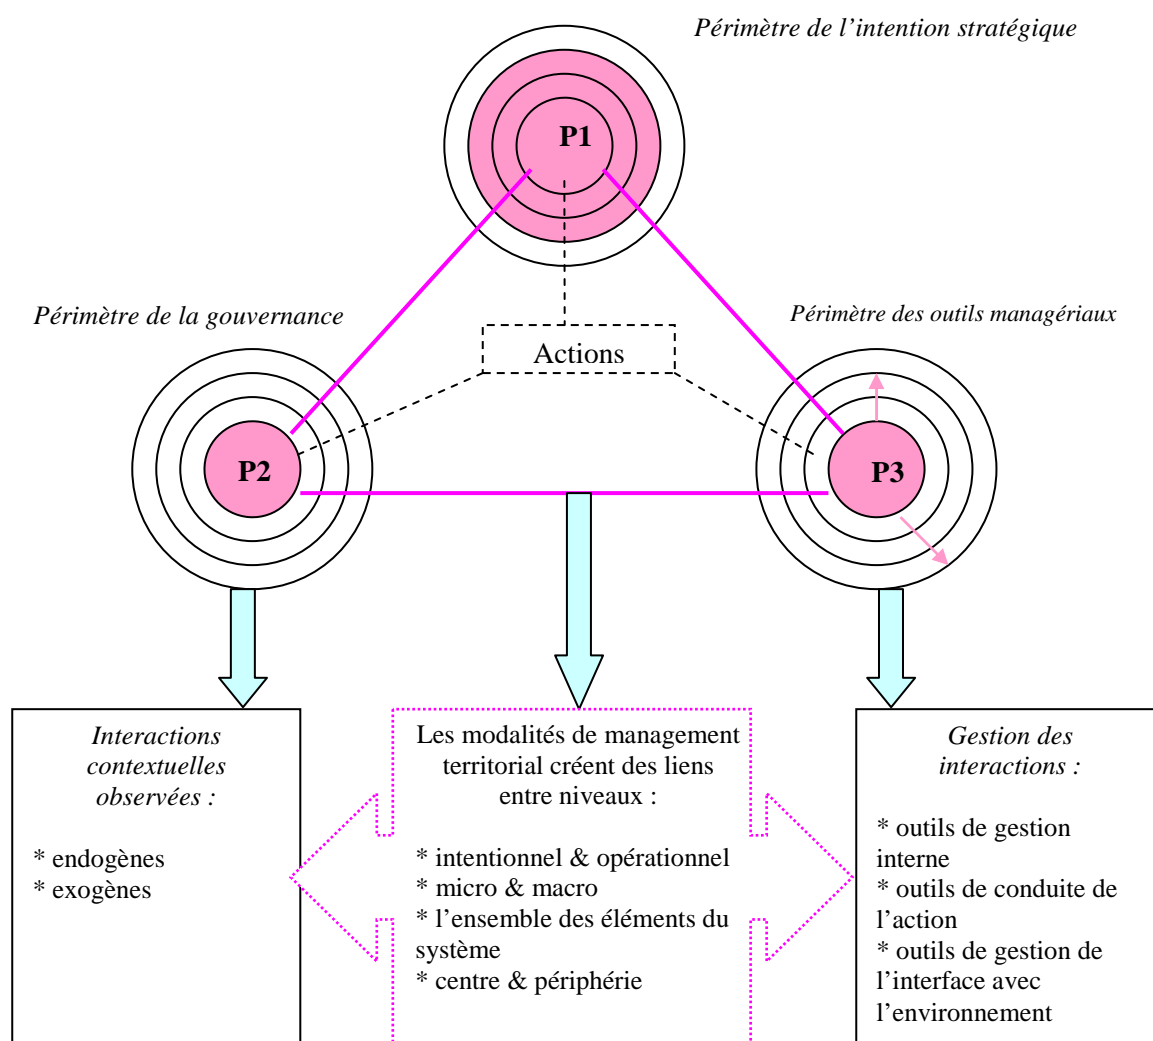 Périmètre de l’intention stratégique
P1
Périmètre de la gouvernance
Périmètre des outils managériaux
Actions
P2
P3
Interactions
contextuelles
observées :
* endogènes
* exogènes
Les modalités de management
territorial créent des liens
entre niveaux :
* intentionnel & opérationnel
* micro & macro
* l’ensemble des éléments du
système
* centre & périphérie
Gestion des
interactions :
* outils de gestion
interne
* outils de conduite de
l’action
* outils de gestion de
l’interface avec
l’environnement